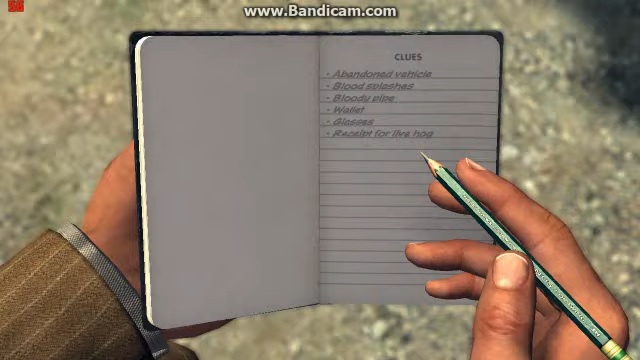 www.Bandicam.com
CLUES
- Abandoned vehicle
- Blood splashes
- Bloody pipe
- Wallet
- Glasses
- Receipt for live hog